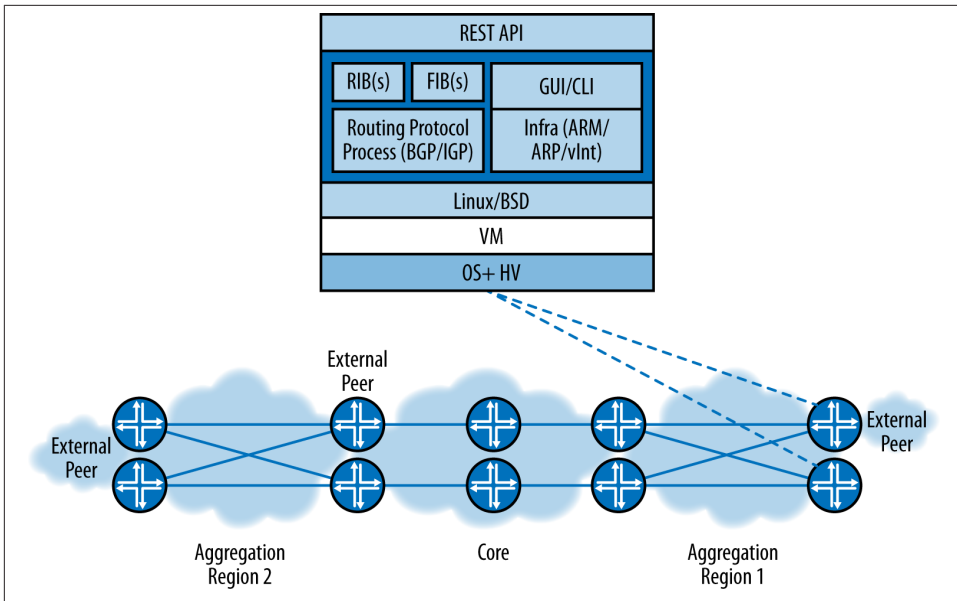 REST API
RIB(s)
FIB(s)
GUI/CLI
Routing Protocol
Process (BGP/IGP)
Infra (ARM/
ARP/vInt)
Linux/BSD
VM
OS+ HV
External
Peer
External
Peer
External
Peer
Aggregation
Region 2
Core
Aggregation
Region 1